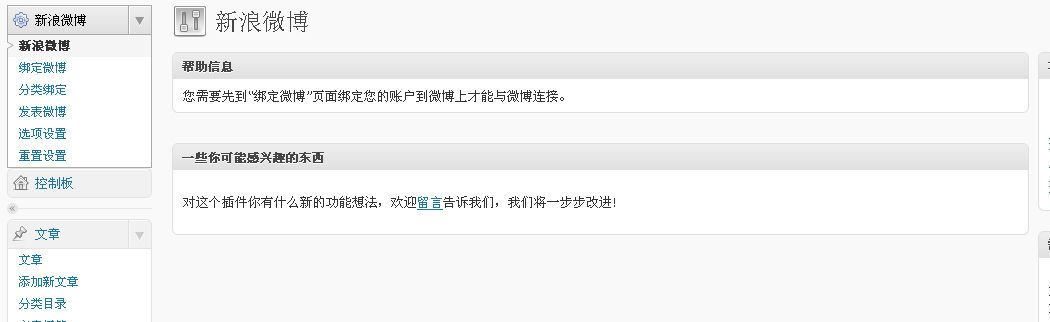 新浪微博
新浪微博
绑定微博
分类绑定
发表微博
选项设置
重置设置
控制板
文章
文章
添加新文章
分类目录
新浪微博
帮助信息
您需要先到“绑定微博”页面绑定您的账户到微博上才能与微博连接。
一些你可能感兴趣的东西
对这个插件你有什么新的功能想法，欢迎留言告诉我们，我们将一步步改进!